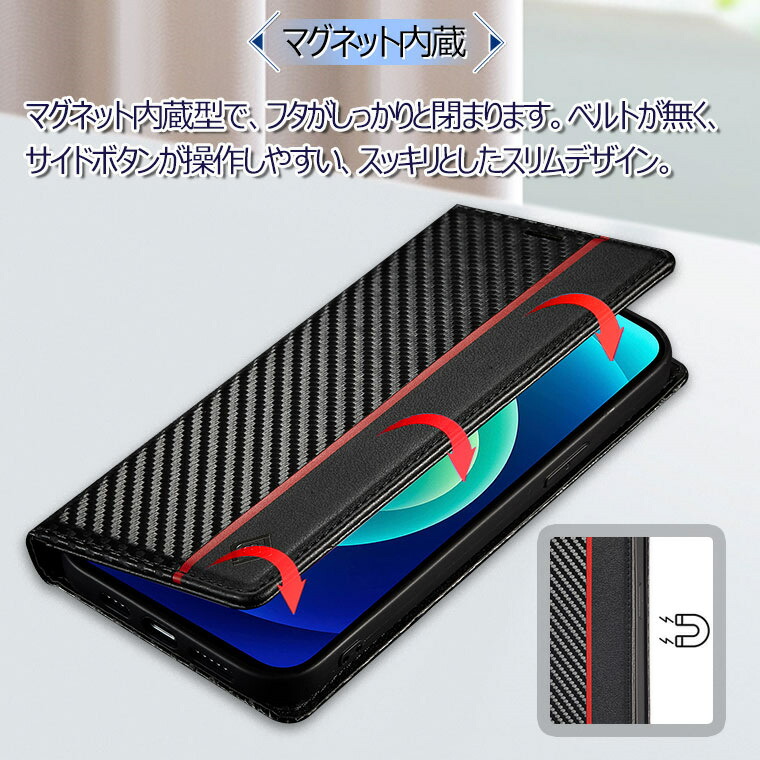 マグネット内蔵
マグネット内蔵型で、フタがしっかりと閉まります。ベルトが無く、
サイドボタンが操作しやすい、スッキリとしたスリムデザイン。